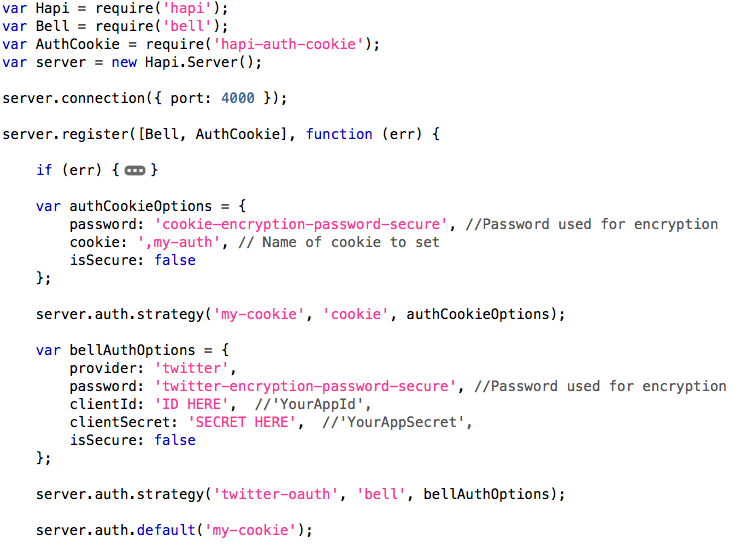 var Hapi = require('hapi');
var Bell = require('bell');
var AuthCookie = require('hapi-auth-cookie');
var server = new Hapi.Server();

server.connection({ port: 4000 });

server.register([Bell, AuthCookie], function (err) {

    if (err) {•••}

    var authCookieOptions = {
        password: 'cookie-encryption-password-secure', //Password used for encryption
        cookie: ',my-auth', // Name of cookie to set
        isSecure: false
    };

    server.auth.strategy('my-cookie', 'cookie', authCookieOptions);

    var bellAuthOptions = {
        provider: 'twitter',
        password: 'twitter-encryption-password-secure', //Password used for encryption
        clientId: 'ID HERE',  //'YourAppId',
        clientSecret: 'SECRET HERE',  //'YourAppSecret',
        isSecure: false
    };

    server.auth.strategy('twitter-oauth', 'bell', bellAuthOptions);

    server.auth.default('my-cookie');